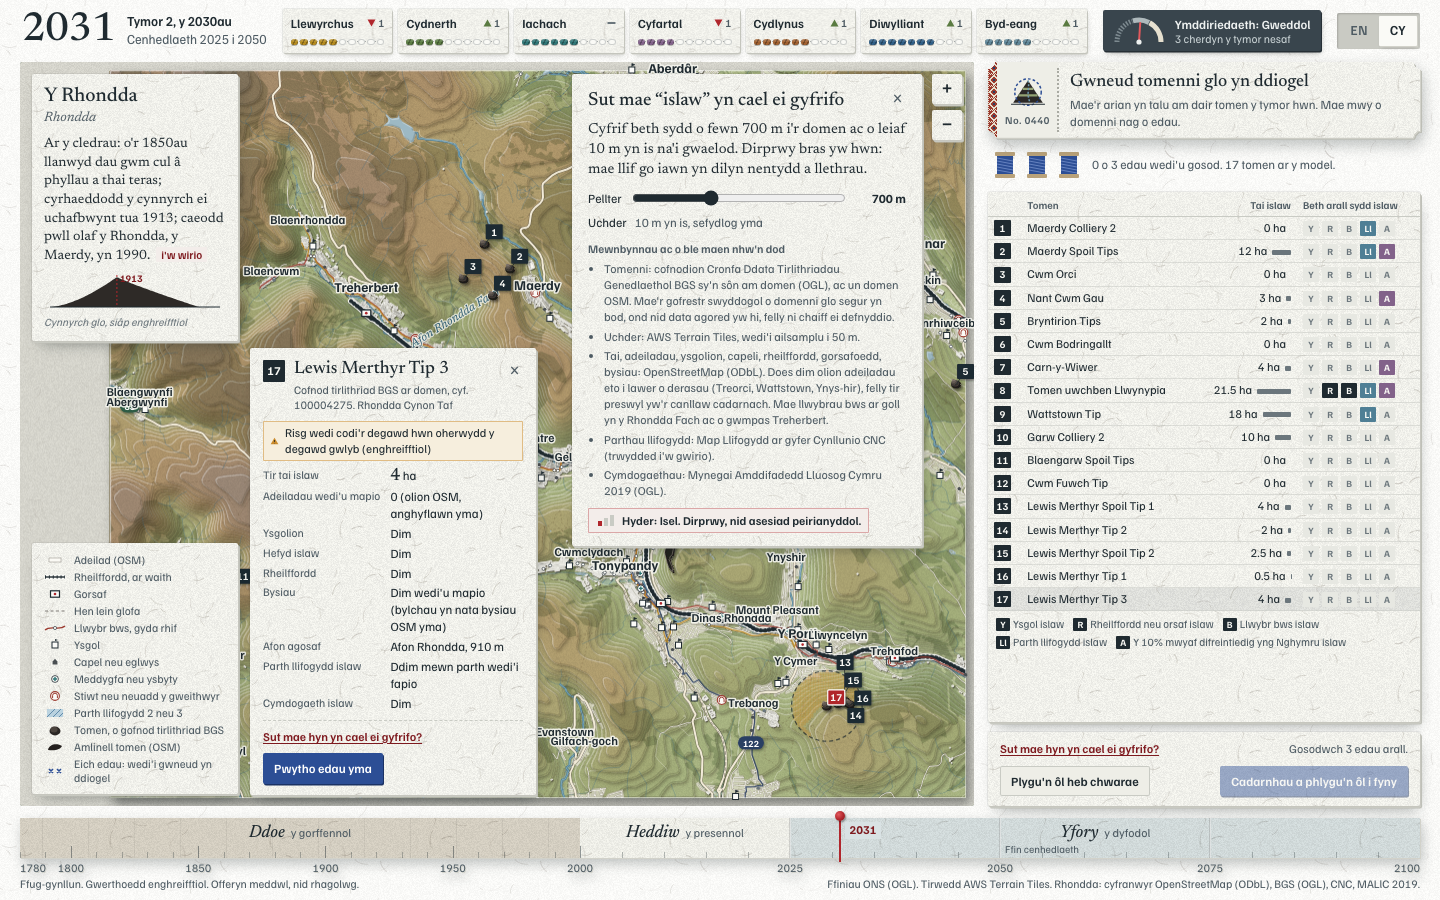 2031
Tymor 2, y 2030au
Cenhedlaeth 2025 i 2050
Llewyrchus ▼ 1
Cydnerth ▲ 1
Iachach —
Cyfartal ▼ 1
Cydlynus ▲ 1
Diwylliant ▲ 1
Byd-eang ▲ 1
Ymddiriedaeth: Gweddol
3 cherdyn y tymor nesaf
EN CY
Y Rhondda
Rhondda
Ar y cledrau: o'r 1850au
llanwyd dau gwm cul â
phyllau a thai teras;
cyrhaeddodd y cynnyrch ei
uchafbwynt tua 1913; caeodd
pwll olaf y Rhondda, y
Maerdy, yn 1990. i'w wirio
1913
Cynnyrch glo, siâp enghreifftiol
Aberdâr
Blaenrhondda
Blaencwm
Treherbert
Maerdy
1
2
3
4
5
Blaengwynfi
Abergwynfi
11
Cwmclydach
Tonypandy
Ynyshir
Mount Pleasant
Dinas Rhondda
Llwyncelyn
Y Cymer
Trehafod
Trebanog
Gilfach-goch
122
13
15
17
16
14
Sut mae “islaw” yn cael ei gyfrifo ×
Cyfrif beth sydd o fewn 700 m i'r domen ac o leiaf
10 m yn is na'i gwaelod. Dirprwy bras yw hwn:
mae llif go iawn yn dilyn nentydd a llethrau.
Pellter 700 m
Uchder 10 m yn is, sefydlog yma
Mewnbynnau ac o ble maen nhw'n dod
• Tomenni: cofnodion Cronfa Ddata Tirlithriadau
Genedlaethol BGS sy'n sôn am domen (OGL), ac un domen
OSM. Mae'r gofrestr swyddogol o domenni glo segur yn
bod, ond nid data agored yw hi, felly ni chaiff ei defnyddio.
• Uchder: AWS Terrain Tiles, wedi'i ailsamplu i 50 m.
• Tai, adeiladau, ysgolion, capeli, rheilffordd, gorsafoedd,
bysiau: OpenStreetMap (ODbL). Does dim olion adeiladau
eto i lawer o derasau (Treorci, Wattstown, Ynys-hir), felly tir
preswyl yw'r canllaw cadarnach. Mae llwybrau bws ar goll
yn y Rhondda Fach ac o gwmpas Treherbert.
• Parthau llifogydd: Map Llifogydd ar gyfer Cynllunio CNC
(trwydded i'w gwirio).
• Cymdogaethau: Mynegai Amddifadedd Lluosog Cymru
2019 (OGL).
Hyder: Isel. Dirprwy, nid asesiad peirianyddol.
+
−
17 Lewis Merthyr Tip 3 ×
Cofnod tirlithriad BGS ar domen, cyf.
100004275. Rhondda Cynon Taf
Risg wedi codi'r degawd hwn oherwydd y
degawd gwlyb (enghreifftiol)
Tir tai islaw 4 ha
Adeiladau wedi'u mapio 0 (olion OSM,
anghyflawn yma)
Ysgolion Dim
Hefyd islaw Dim
Rheilffordd Dim
Bysiau Dim wedi'u mapio
(bylchau yn nata bysiau
OSM yma)
Afon agosaf Afon Rhondda, 910 m
Parth llifogydd islaw Ddim mewn parth wedi'i
fapio
Cymdogaeth islaw Dim
Sut mae hyn yn cael ei gyfrifo?
Pwytho edau yma
Adeilad (OSM)
Rheilffordd, ar waith
Gorsaf
Hen lein glofa
Llwybr bws, gyda rhif
Ysgol
Capel neu eglwys
Meddygfa neu ysbyty
Stiwt neu neuadd y gweithwyr
Parth llifogydd 2 neu 3
Tomen, o gofnod tirlithriad BGS
Amlinell tomen (OSM)
Eich edau: wedi'i gwneud yn
ddiogel
No. 0440
Gwneud tomenni glo yn ddiogel
Mae'r arian yn talu am dair tomen y tymor hwn. Mae mwy o
domenni nag o edau.
0 o 3 edau wedi'u gosod. 17 tomen ar y model.
Tomen Tai islaw Beth arall sydd islaw
1 Maerdy Colliery 2 0 ha Y R B Ll A
2 Maerdy Spoil Tips 12 ha Y R B Ll A
3 Cwm Orci 0 ha Y R B Ll A
4 Nant Cwm Gau 3 ha Y R B Ll A
5 Bryntirion Tips 2 ha Y R B Ll A
6 Cwm Bodringallt 0 ha Y R B Ll A
7 Carn-y-Wiwer 4 ha Y R B Ll A
8 Tomen uwchben Llwynypia 21.5 ha Y R B Ll A
9 Wattstown Tip 18 ha Y R B Ll A
10 Garw Colliery 2 10 ha Y R B Ll A
11 Blaengarw Spoil Tips 0 ha Y R B Ll A
12 Cwm Fuwch Tip 0 ha Y R B Ll A
13 Lewis Merthyr Spoil Tip 1 4 ha Y R B Ll A
14 Lewis Merthyr Tip 2 2 ha Y R B Ll A
15 Lewis Merthyr Spoil Tip 2 2.5 ha Y R B Ll A
16 Lewis Merthyr Tip 1 0.5 ha Y R B Ll A
17 Lewis Merthyr Tip 3 4 ha Y R B Ll A
Y Ysgol islaw R Rheilffordd neu orsaf islaw B Llwybr bws islaw
Ll Parth llifogydd islaw A Y 10% mwyaf difreintiedig yng Nghymru islaw
Sut mae hyn yn cael ei gyfrifo? Gosodwch 3 edau arall.
Plygu'n ôl heb chwarae Cadarnhau a phlygu'n ôl i fyny
Ddoe y gorffennol
Heddiw y presennol
2031
Yfory y dyfodol
Ffin cenhedlaeth
1780 1800 1850 1900 1950 2000 2025 2050 2075 2100
Ffug-gynllun. Gwerthoedd enghreifftiol. Offeryn meddwl, nid rhagolwg.
Ffiniau ONS (OGL). Tirwedd AWS Terrain Tiles. Rhondda: cyfranwyr OpenStreetMap (ODbL), BGS (OGL), CNC, MALIC 2019.